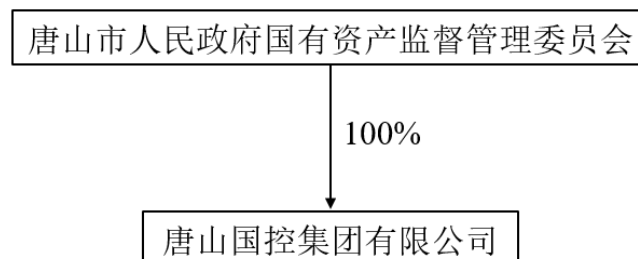 唐山市人民政府国有资产监督管理委员会
100%
唐山国控集团有限公司